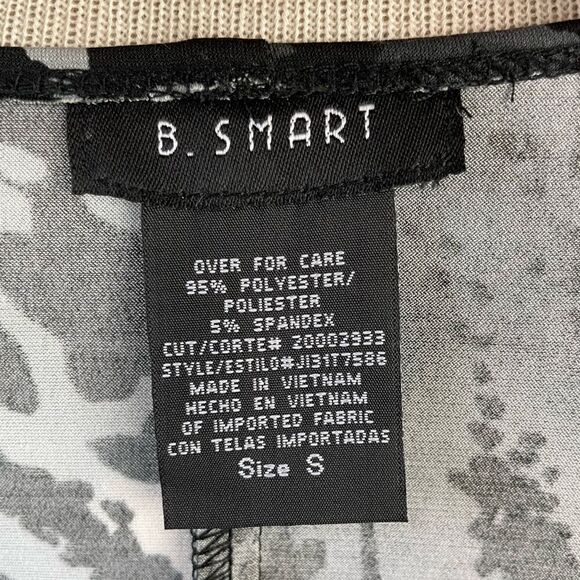 B. SMART
OVER FOR CARE
95% POLYESTER/
POLIESTER
5% SPANDEX
CUT/CORTE# 20002933
STYLE/ESTILO#JI31T7586
MADE IN VIETNAM
HECHO EN VIETNAM
OF IMPORTED FABRIC
CON TELAS IMPORTADAS
Size S